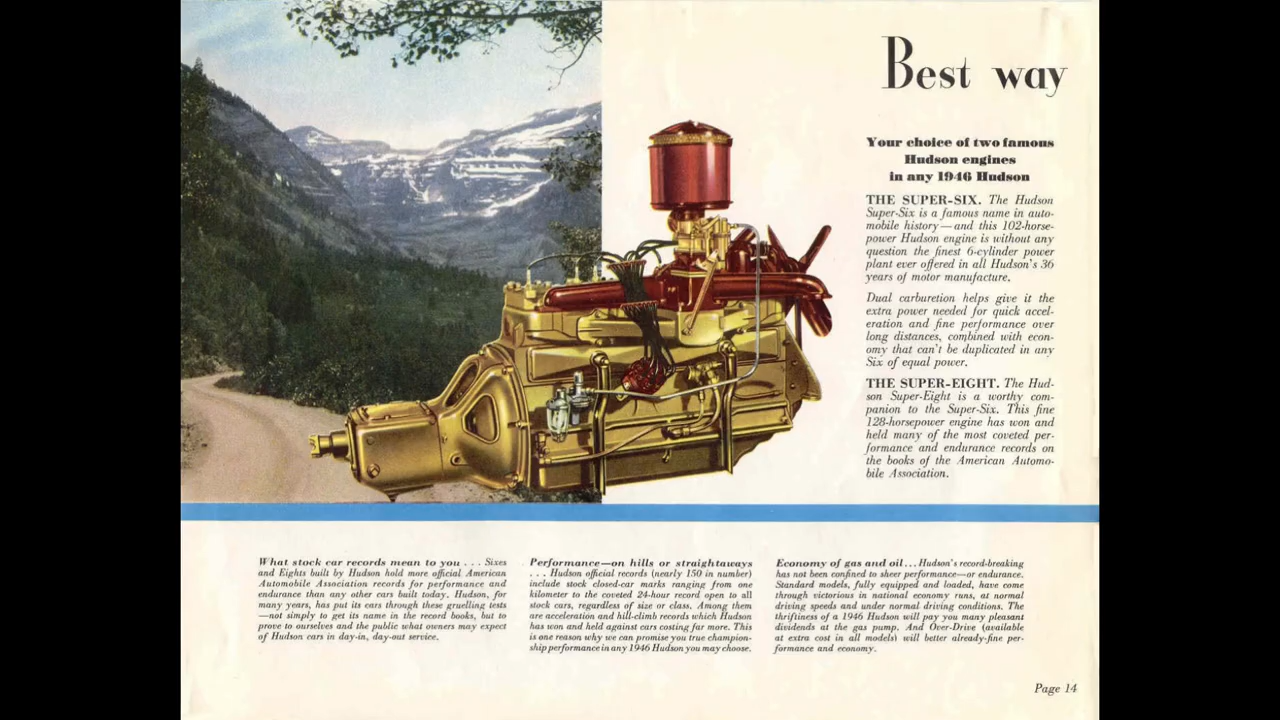 Best way
Your choice of two famous
Hudson engines
in any 1946 Hudson
THE SUPER-SIX. The Hudson
Super-Six is a famous name in auto-
mobile history—and this 102-horse-
power Hudson engine is without any
question the finest 6-cylinder power
plant ever offered in all Hudson's 36
years of motor manufacture.
Dual carburetion helps give it the
extra power needed for quick accel-
eration and fine performance over
long distances, combined with econ-
omy that can't be duplicated in any
Six of equal power.
THE SUPER-EIGHT. The Hud-
son Super-Eight is a worthy com-
panion to the Super-Six. This fine
128-horsepower engine has won and
held many of the most coveted per-
formance and endurance records on
the books of the American Automo-
bile Association.
What stock car records mean to you . . . Sixes
and Eights built by Hudson hold more official American
Automobile Association records for performance and
endurance than any other cars built today. Hudson, for
many years, has put its cars through these gruelling tests
—not simply to get its name in the record books, but to
prove to ourselves and the public what owners may expect
of Hudson cars in day-in, day-out service.
Performance—on hills or straightaways
. . . Hudson official records (nearly 150 in number)
include stock closed-car marks ranging from one
kilometer to the coveted 24-hour record open to all
stock cars, regardless of size or class. Among them
are acceleration and hill-climb records which Hudson
has won and held against cars costing far more. This
is one reason why we can promise you true champion-
ship performance in any 1946 Hudson you may choose.
Economy of gas and oil . . . Hudson's record-breaking
has not been confined to sheer performance—or endurance.
Standard models, fully equipped and loaded, have come
through victorious in national economy runs, at normal
driving speeds and under normal driving conditions. The
thriftiness of a 1946 Hudson will pay you many pleasant
dividends at the gas pump. And Over-Drive (available
at extra cost in all models) will better already-fine per-
formance and economy.
Page 14